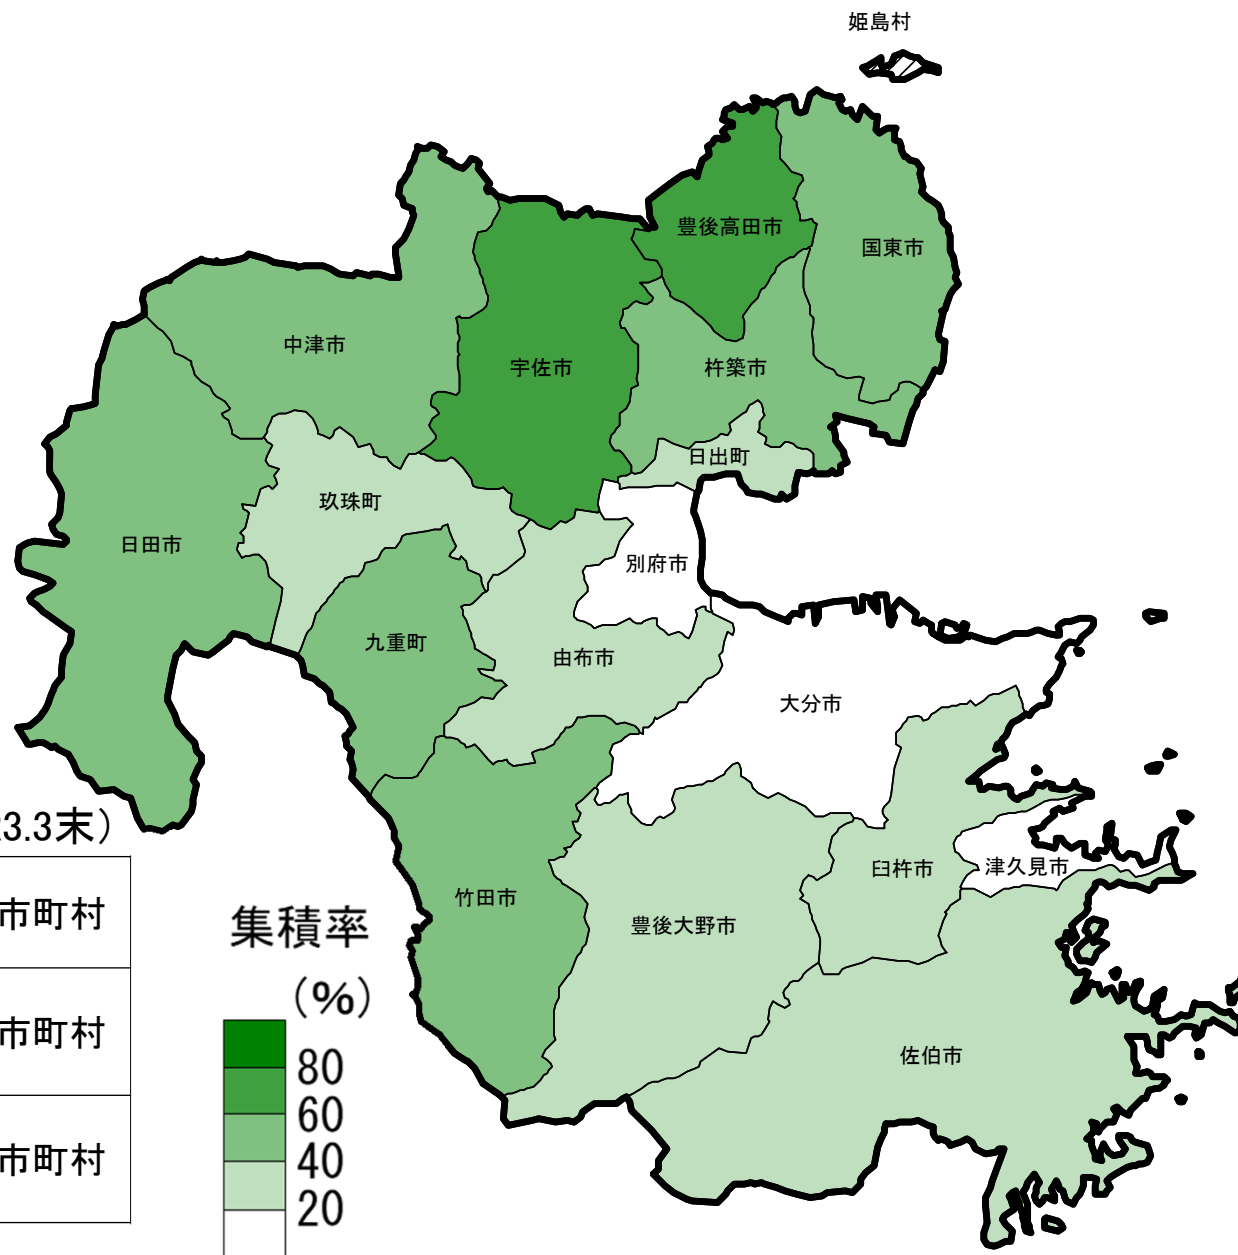 姫島村
豊後高田市
国東市
中津市
宇佐市
杵築市
日出町
玖珠町
日田市
別府市
九重町
由布市
大分市
臼杵市
津久見市
竹田市
豊後大野市
佐伯市
3.3末）
市町村
市町村
市町村
集積率
（%）
80
60
40
20